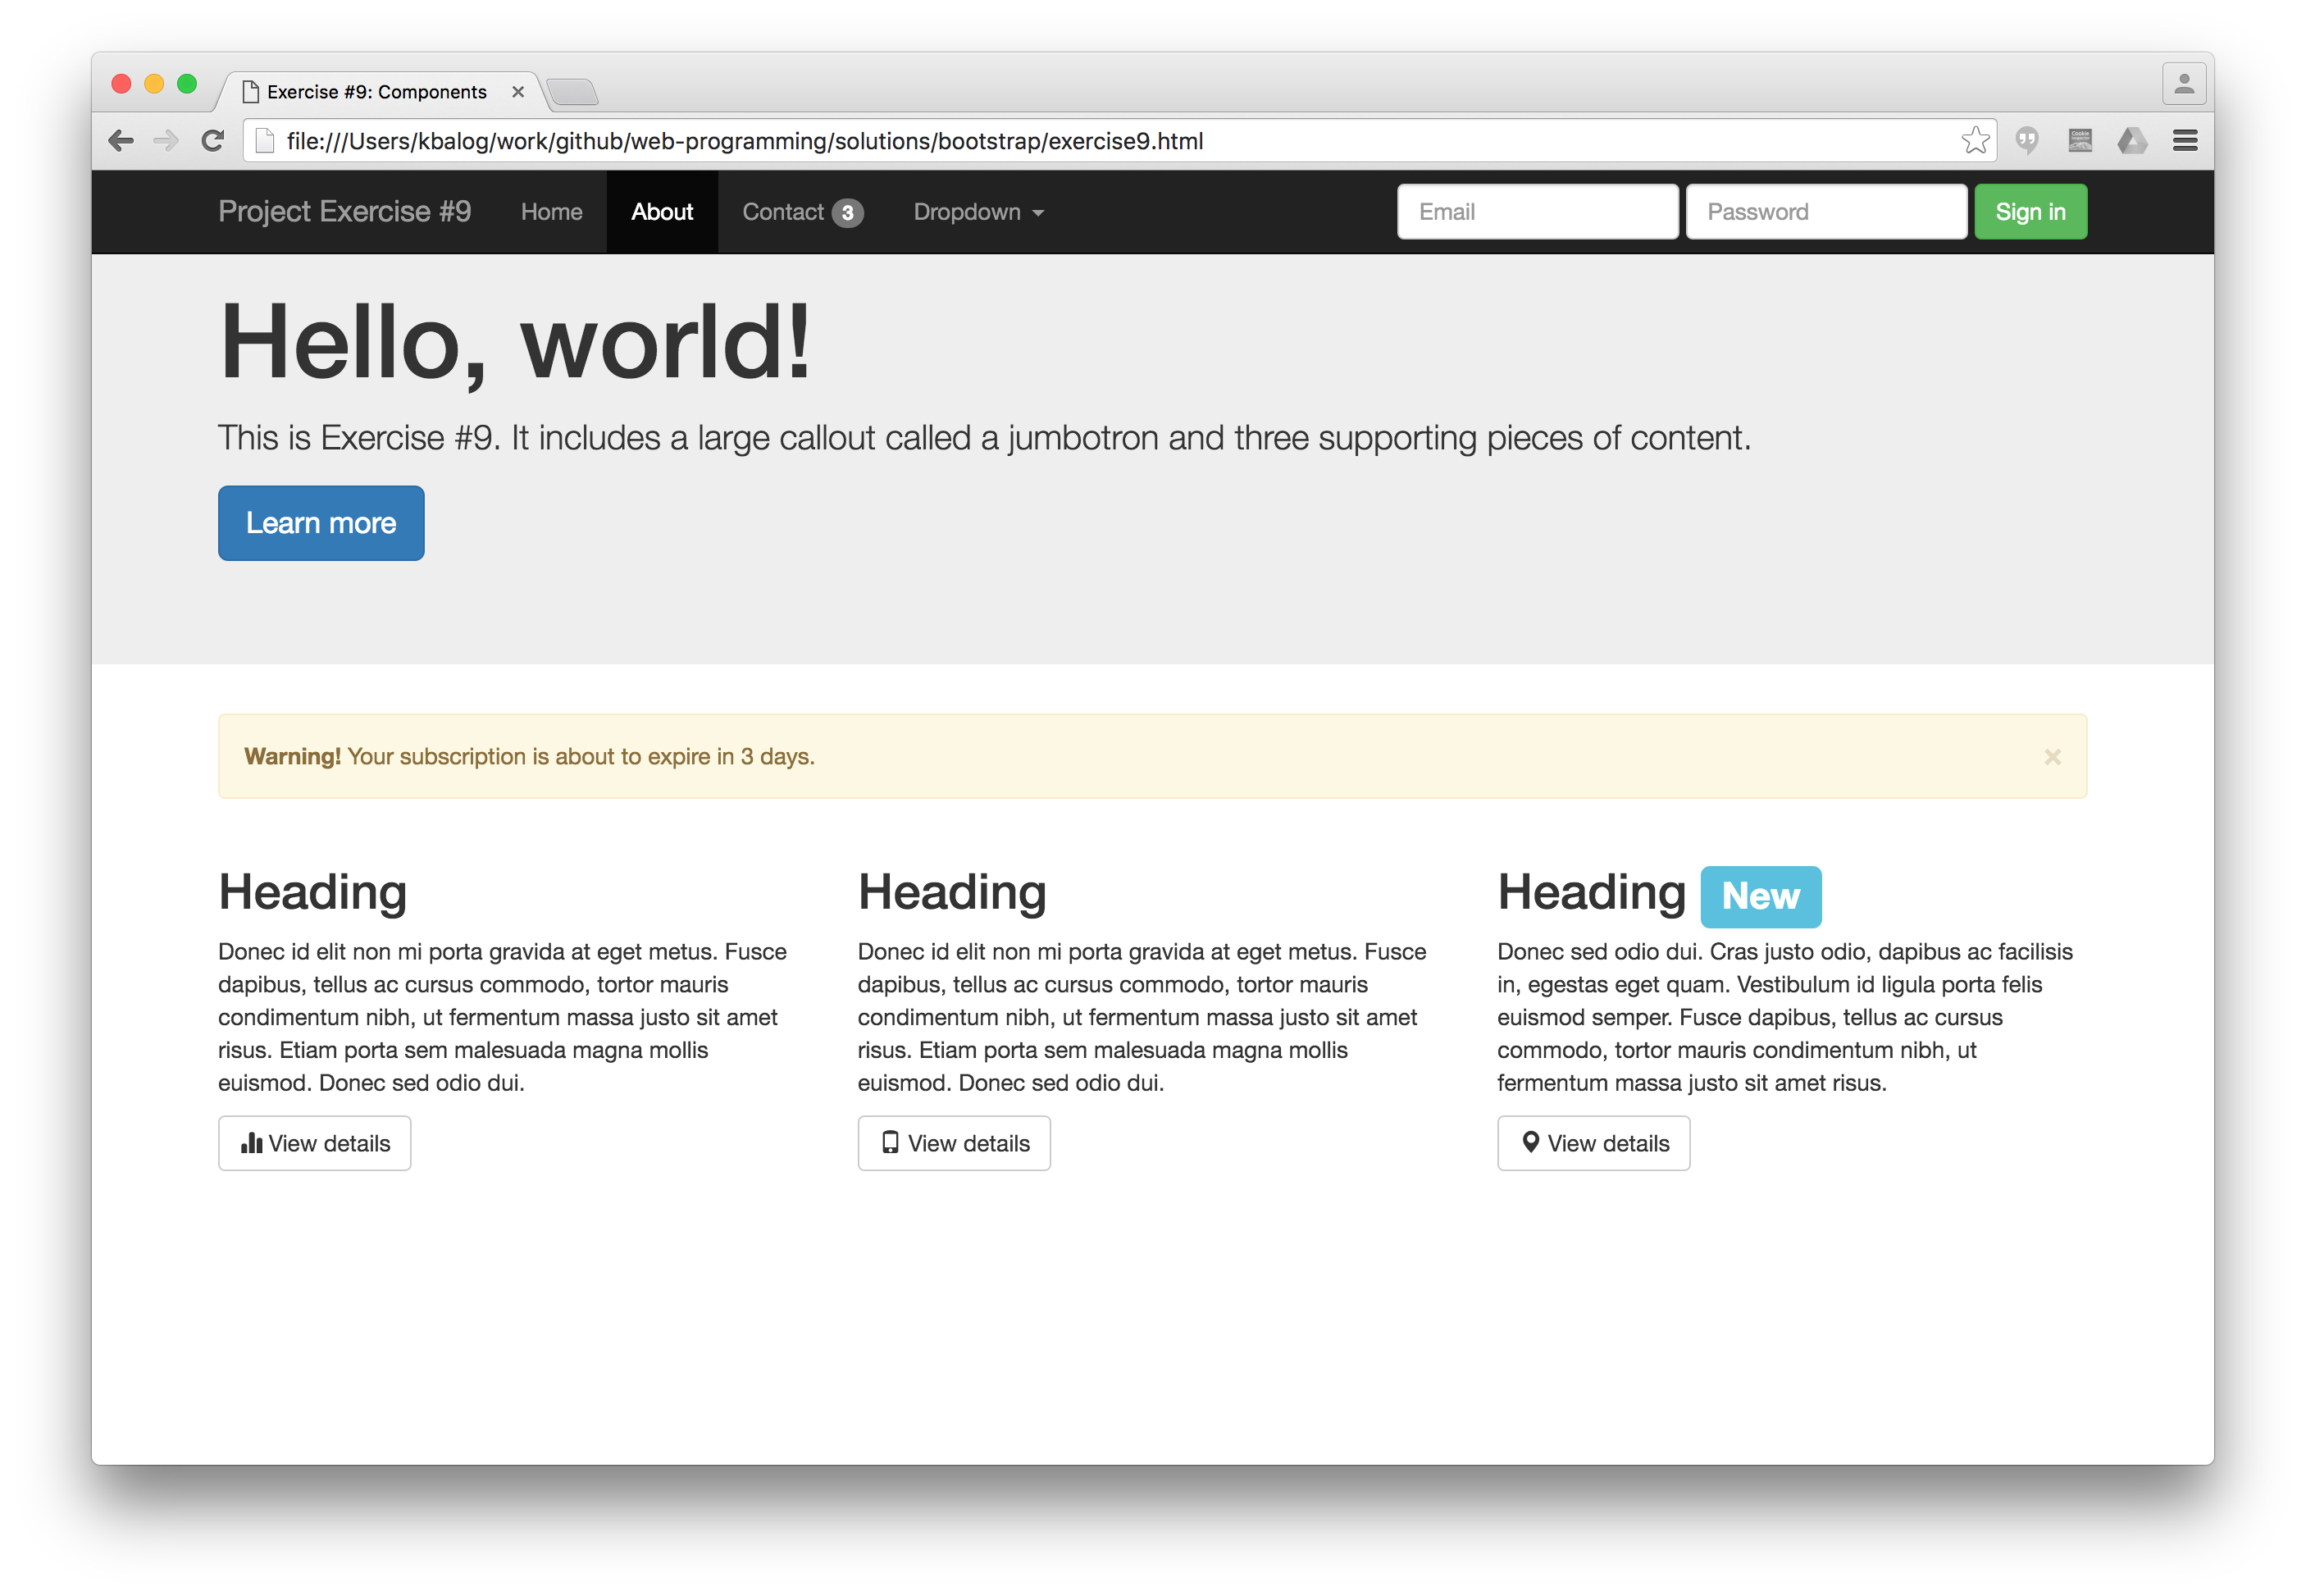 Exercise #9: Components
file:///Users/kbalog/work/github/web-programming/solutions/bootstrap/exercise9.html
Project Exercise #9 Home About Contact 3 Dropdown Email Password Sign in
Hello, world!
This is Exercise #9. It includes a large callout called a jumbotron and three supporting pieces of content.
Learn more
Warning! Your subscription is about to expire in 3 days. ×
Heading
Donec id elit non mi porta gravida at eget metus. Fusce
dapibus, tellus ac cursus commodo, tortor mauris
condimentum nibh, ut fermentum massa justo sit amet
risus. Etiam porta sem malesuada magna mollis
euismod. Donec sed odio dui.
View details
Heading
Donec id elit non mi porta gravida at eget metus. Fusce
dapibus, tellus ac cursus commodo, tortor mauris
condimentum nibh, ut fermentum massa justo sit amet
risus. Etiam porta sem malesuada magna mollis
euismod. Donec sed odio dui.
View details
Heading New
Donec sed odio dui. Cras justo odio, dapibus ac facilisis
in, egestas eget quam. Vestibulum id ligula porta felis
euismod semper. Fusce dapibus, tellus ac cursus
commodo, tortor mauris condimentum nibh, ut
fermentum massa justo sit amet risus.
View details